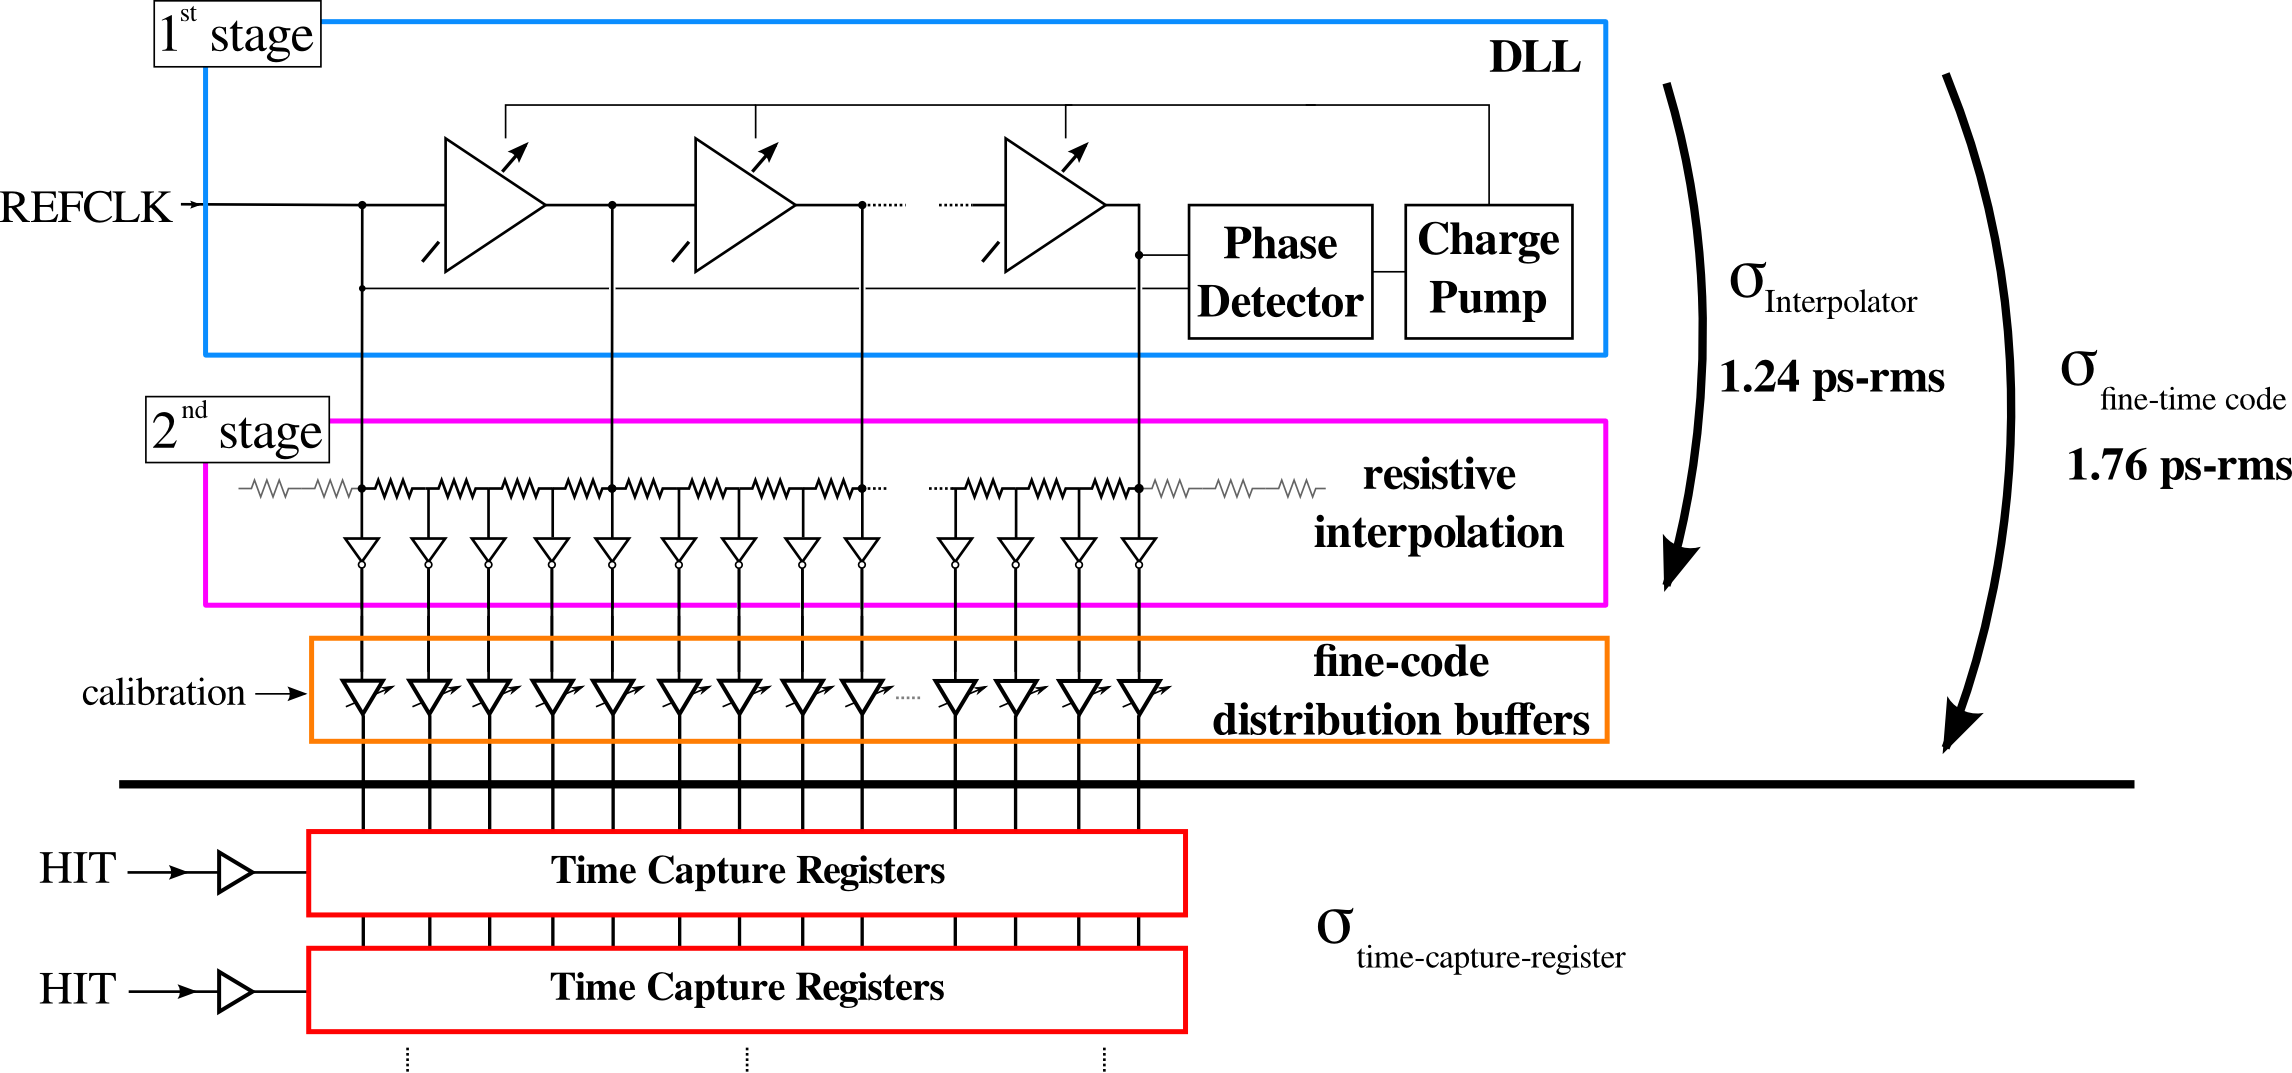 1st stage
DLL
REFCLK
Phase
Detector
Charge
Pump
σInterpolator
1.24 ps-rms
σfine-time code
1.76 ps-rms
2nd stage
resistive
interpolation
calibration
fine-code
distribution buffers
HIT
Time Capture Registers
σtime-capture-register
HIT
Time Capture Registers